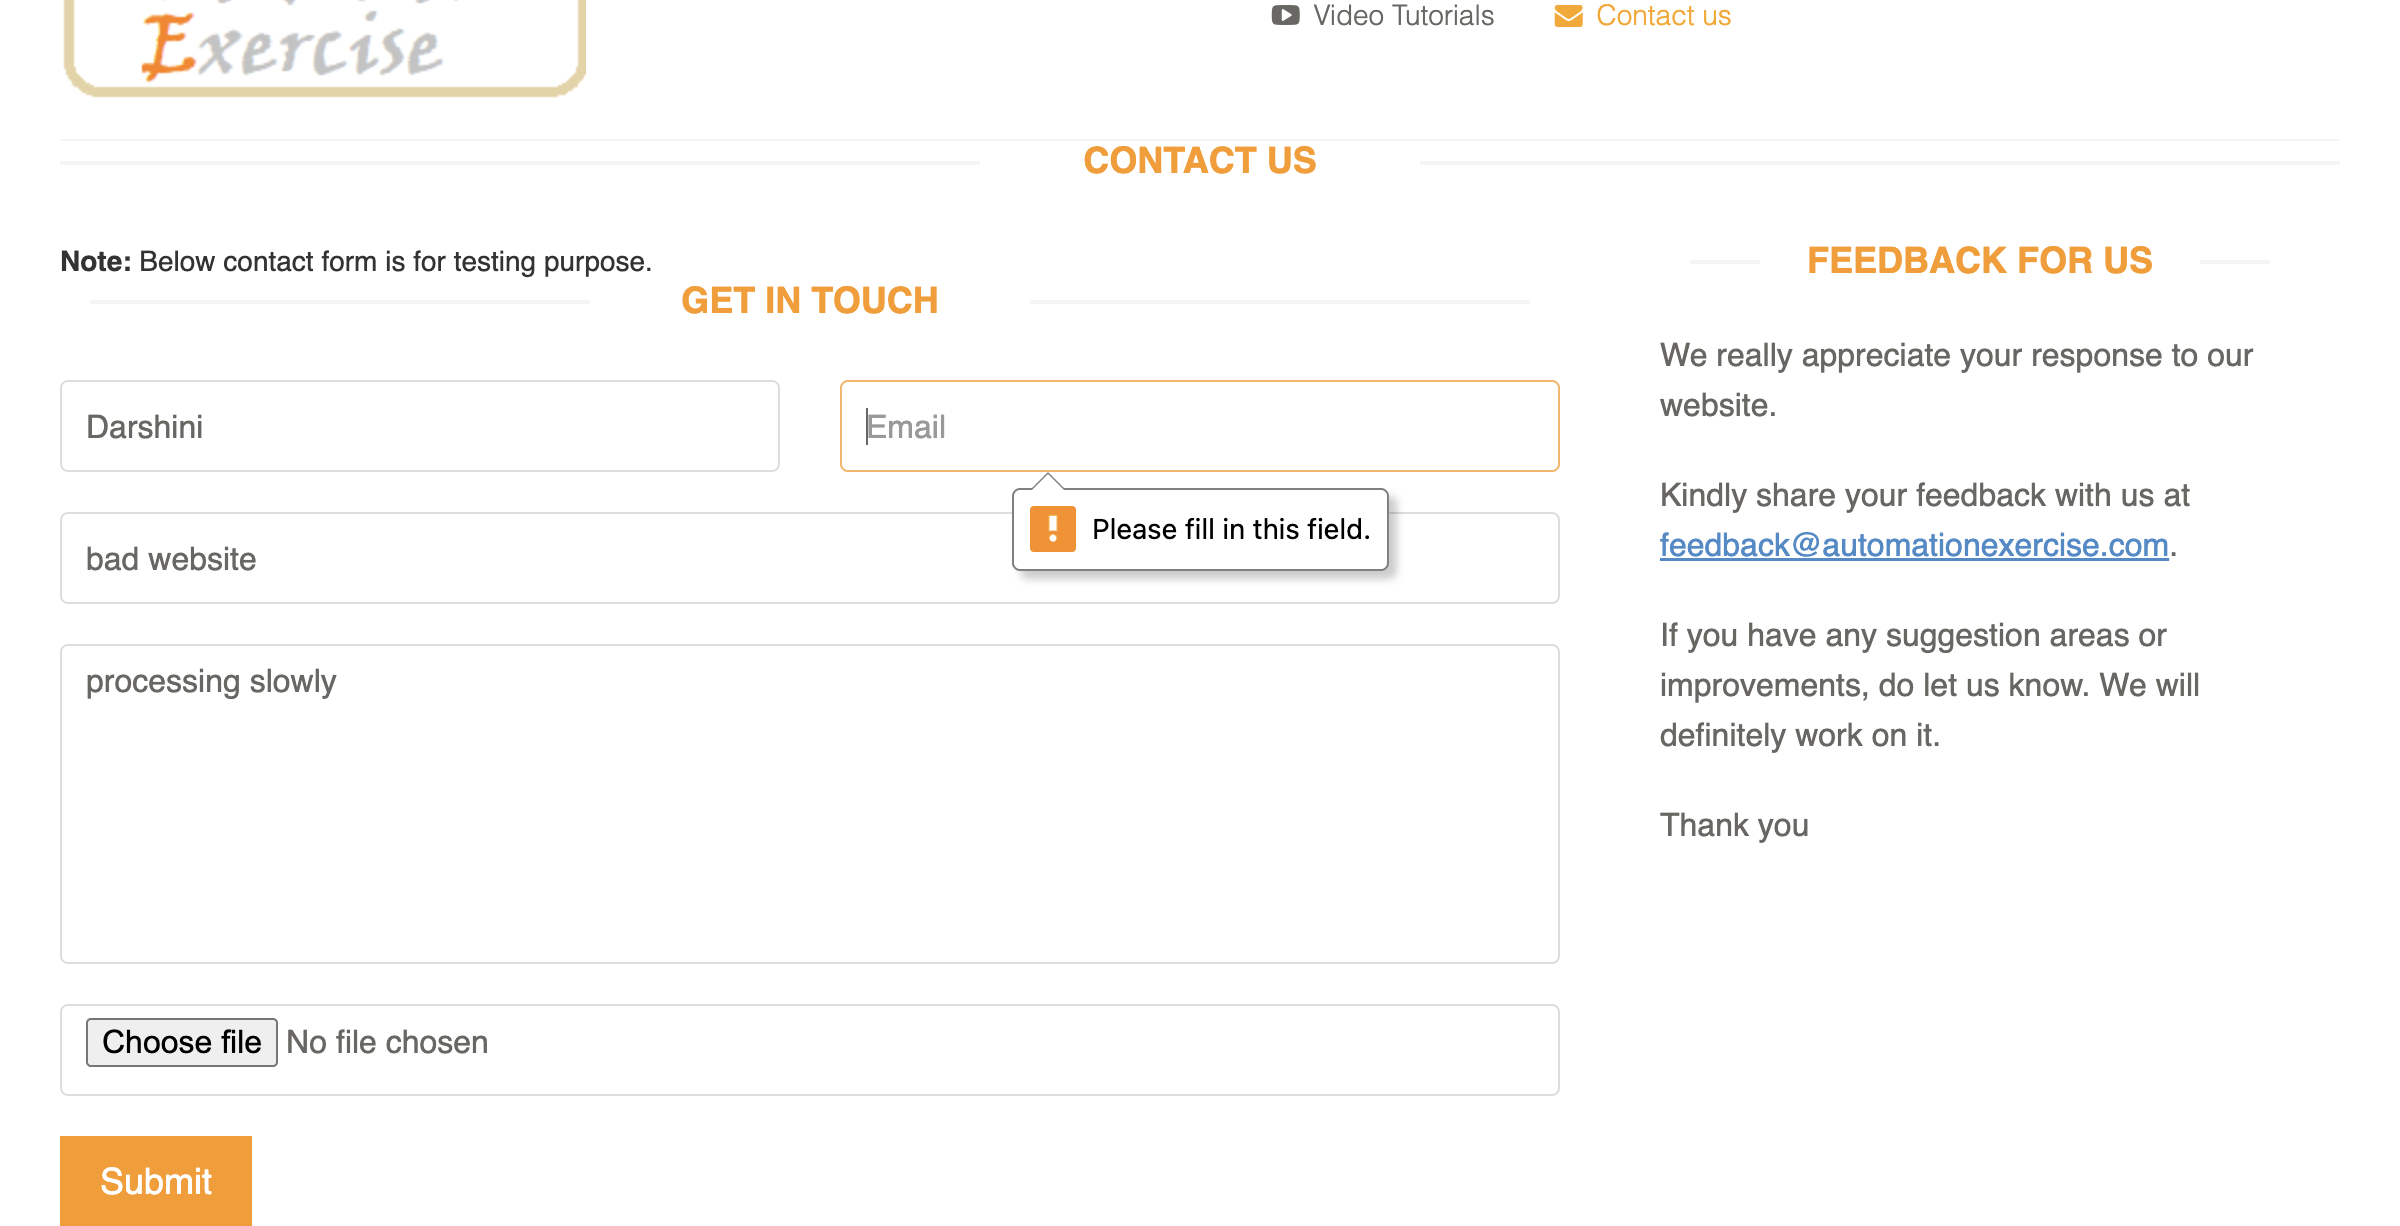 Exercise
Video Tutorials
Contact us
CONTACT US
Note: Below contact form is for testing purpose.
GET IN TOUCH
Darshini
Email
Please fill in this field.
bad website
processing slowly
Choose file No file chosen
Submit
FEEDBACK FOR US
We really appreciate your response to our
website.
Kindly share your feedback with us at
feedback@automationexercise.com.
If you have any suggestion areas or
improvements, do let us know. We will
definitely work on it.
Thank you